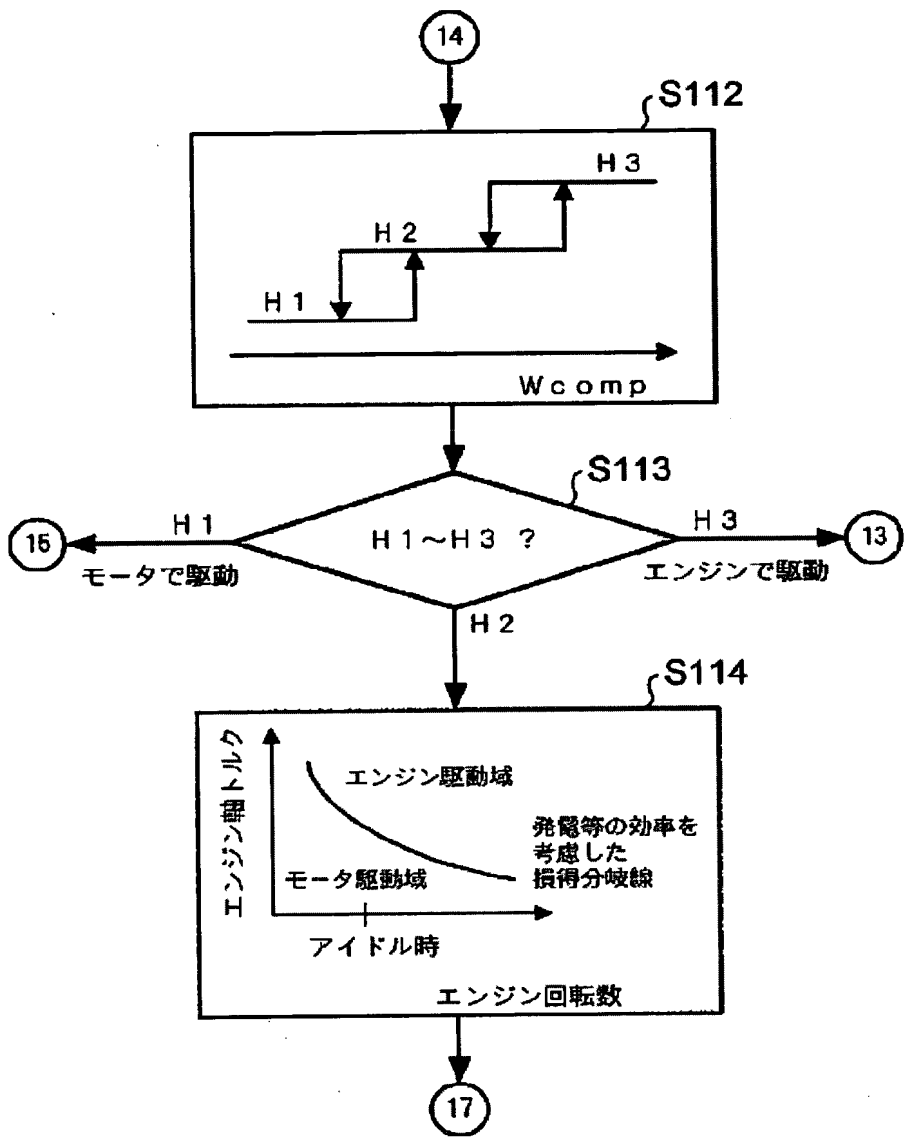 14
S112
H3
H2
H1
Wcomp
S113
H1
H1～H3 ?
H3
15
13
モータで駆動
エンジンで駆動
H2
S114
エンジン軸トルク
エンジン駆動域
発電等の効率を
考慮した
損得分岐線
モータ駆動域
アイドル時
エンジン回転数
17